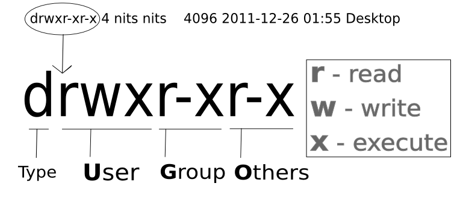 drwxr-xr-x 4 nits nits 4096 2011-12-26 01:55 Desktop
drwxr-xr-x
r - read
w - write
x - execute
Type User Group Others